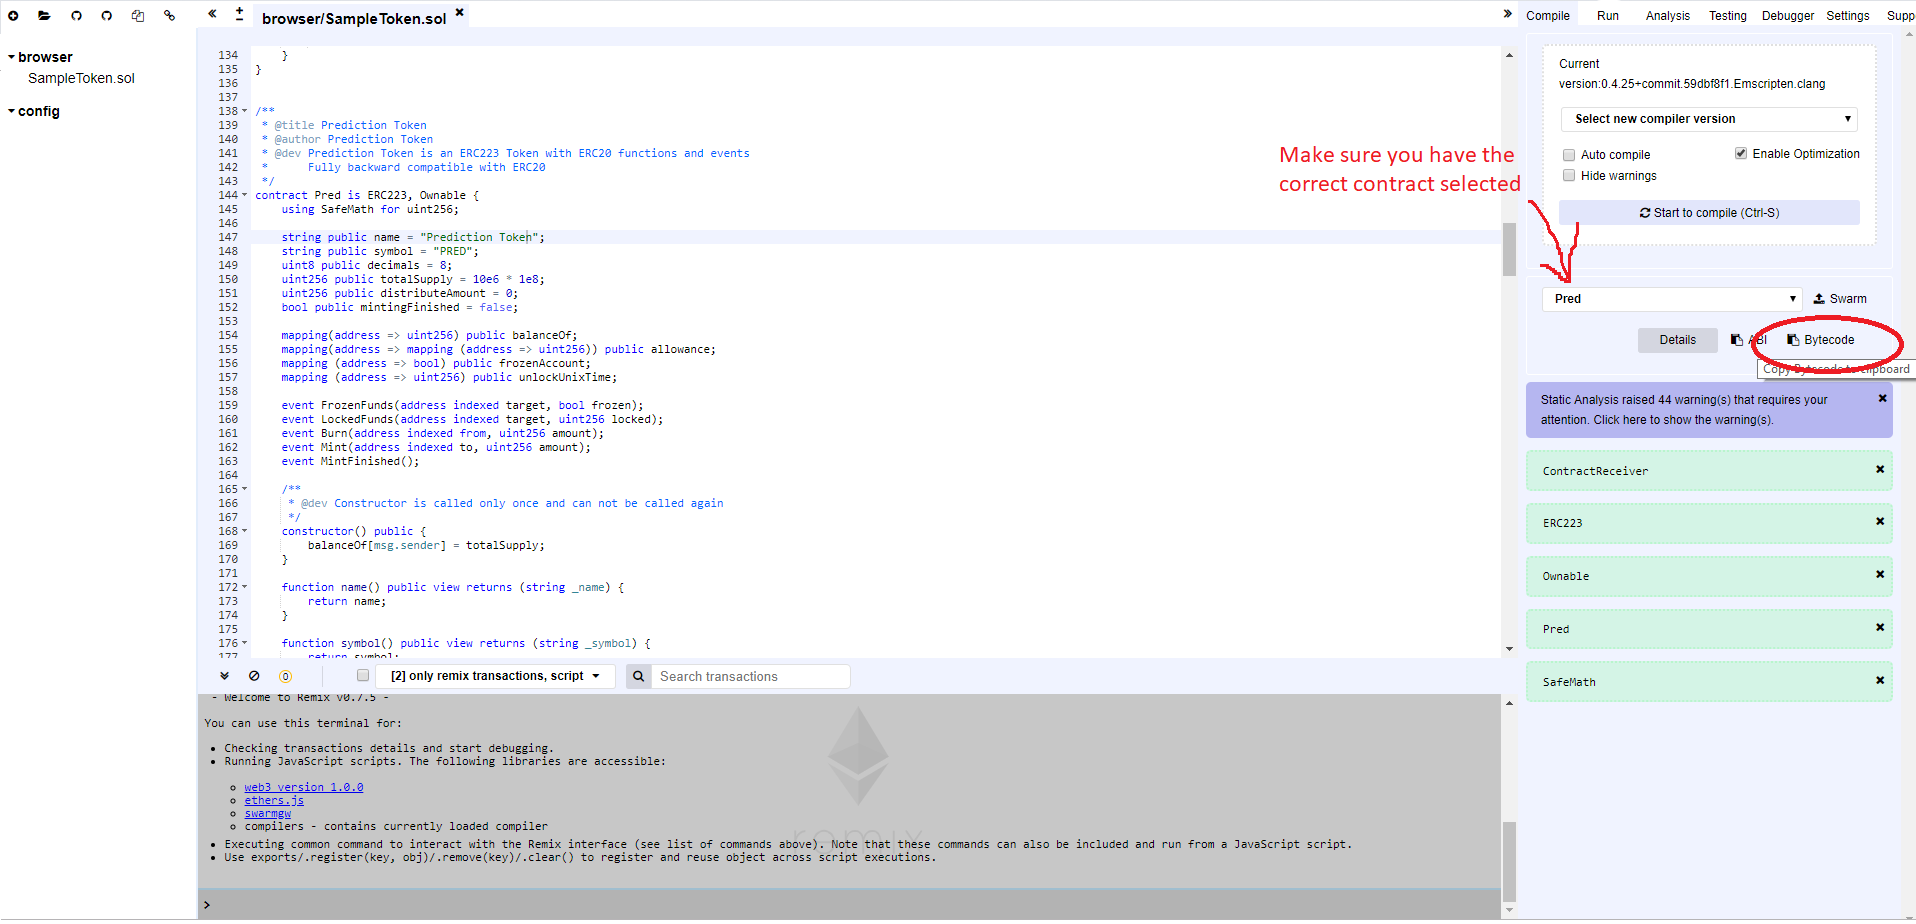 browser
SampleToken.sol
config
browser/SampleToken.sol
134 }
135 }
136
137
138 /**
139 * @title Prediction Token
140 * @author Prediction Token
141 * @dev Prediction Token is an ERC223 Token with ERC20 functions and events
142 * Fully backward compatible with ERC20
143 */
144 contract Pred is ERC223, Ownable {
145 using SafeMath for uint256;
146
147 string public name = "Prediction Token";
148 string public symbol = "PRED";
149 uint8 public decimals = 8;
150 uint256 public totalSupply = 10e6 * 1e8;
151 uint256 public distributeAmount = 0;
152 bool public mintingFinished = false;
153
154 mapping(address => uint256) public balanceOf;
155 mapping(address => mapping (address => uint256)) public allowance;
156 mapping (address => bool) public frozenAccount;
157 mapping (address => uint256) public unlockUnixTime;
158
159 event FrozenFunds(address indexed target, bool frozen);
160 event LockedFunds(address indexed target, uint256 locked);
161 event Burn(address indexed from, uint256 amount);
162 event Mint(address indexed to, uint256 amount);
163 event MintFinished();
164
165 /**
166 * @dev Constructor is called only once and can not be called again
167 */
168 constructor() public {
169 balanceOf[msg.sender] = totalSupply;
170 }
171
172 function name() public view returns (string _name) {
173 return name;
174 }
175
176 function symbol() public view returns (string _symbol) {
177 return symbol;
0
[2] only remix transactions, script
Search transactions
- Welcome to Remix v0.7.5 -
You can use this terminal for:
• Checking transactions details and start debugging.
• Running JavaScript scripts. The following libraries are accessible:
web3 version 1.0.0
ethers.js
swarmgw
compilers - contains currently loaded compiler
• Executing common command to interact with the Remix interface (see list of commands above). Note that these commands can also be included and run from a JavaScript script.
• Use exports/.register(key, obj)/.remove(key)/.clear() to register and reuse object across script executions.
remix
>
Make sure you have the
correct contract selected
Compile Run Analysis Testing Debugger Settings Supp
Current
version:0.4.25+commit.59dbf8f1.Emscripten.clang
Select new compiler version
Auto compile Enable Optimization
Hide warnings
Start to compile (Ctrl-S)
Pred Swarm
Details ABI Bytecode
Copy Bytecode to clipboard
Static Analysis raised 44 warning(s) that requires your
attention. Click here to show the warning(s).
ContractReceiver
ERC223
Ownable
Pred
SafeMath